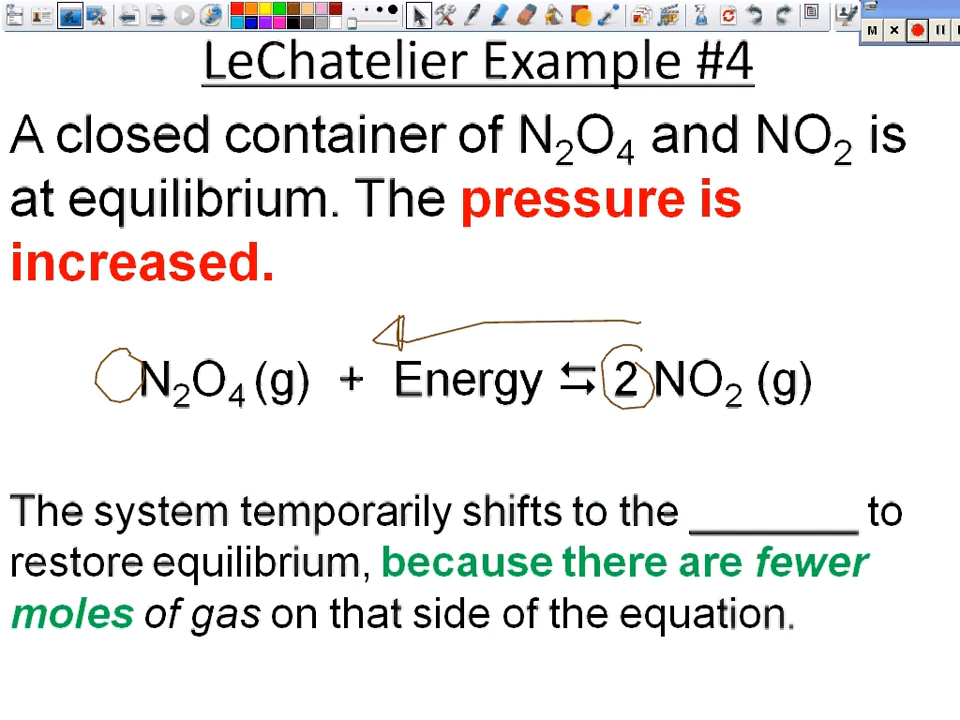 M
LeChatelier Example #4
A closed container of N₂O₄ and NO₂ is
at equilibrium. The pressure is
increased.
N₂O₄ (g) + Energy ⇆ 2 NO₂ (g)
The system temporarily shifts to the _______ to
restore equilibrium, because there are fewer
moles of gas on that side of the equation.